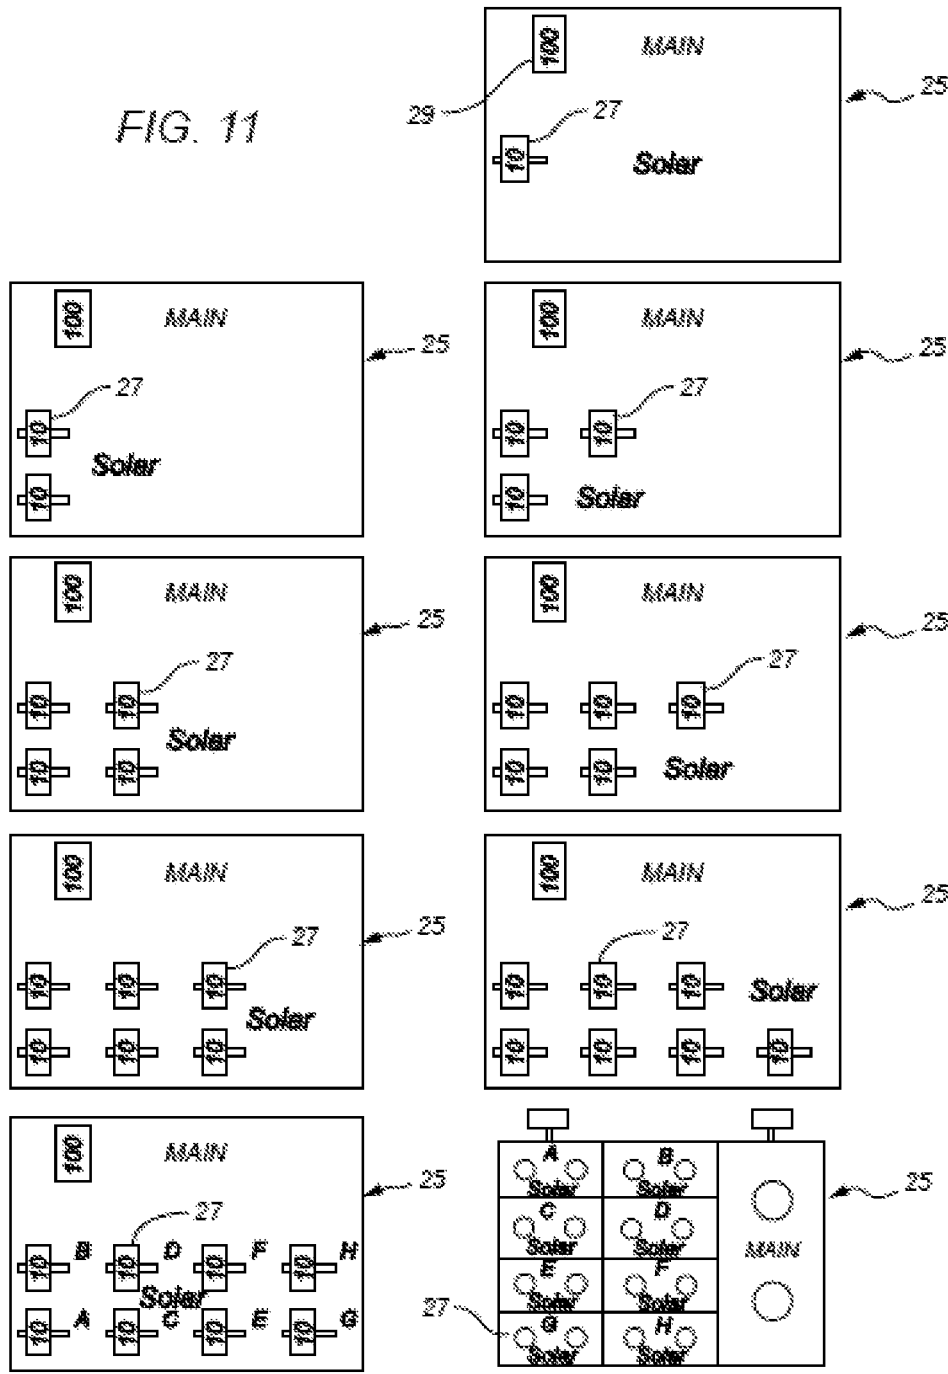 100 MAIN
25
FIG. 11
29
27
10
Solar
100 MAIN
25
27
10
Solar
10
100 MAIN
25
27
10 10
10 Solar
100 MAIN
25
27
10 10
Solar
10 10
100 MAIN
25
27
10 10 10
10 10 Solar
100 MAIN
25
27
10 10 10
Solar
10 10 10
100 MAIN
25
27
10 10 10 Solar
10 10 10 10
100 MAIN
25
27
10 B 10 D 10 F 10 H
Solar
10 A 10 C 10 E 10 G
A B
Solar Solar
25
C D
Solar Solar
MAIN
E F
Solar Solar
27
G H
Solar Solar